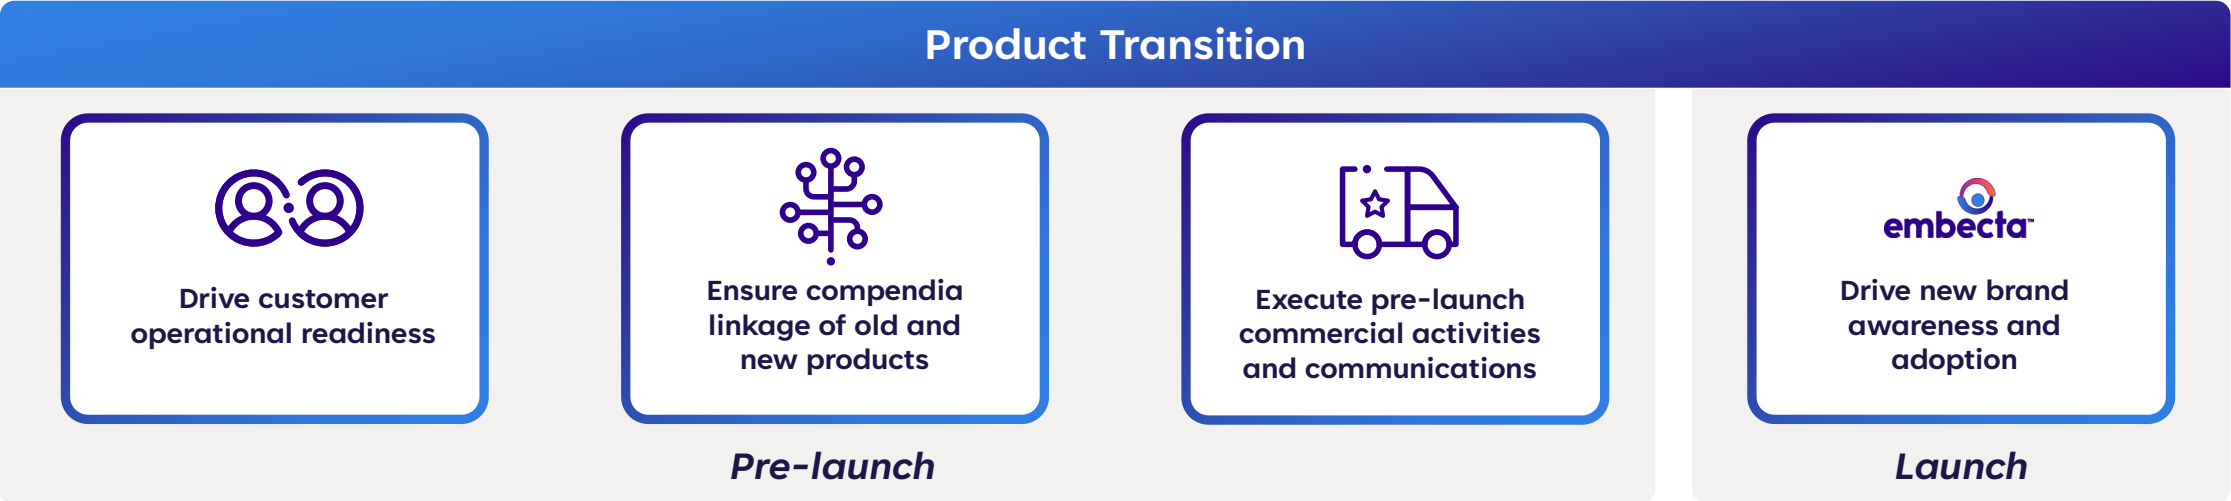 Product Transition
Drive customer
operational readiness
Ensure compendia
linkage of old and
new products
Execute pre-launch
commercial activities
and communications
embecta™
Drive new brand
awareness and
adoption
Pre-launch
Launch